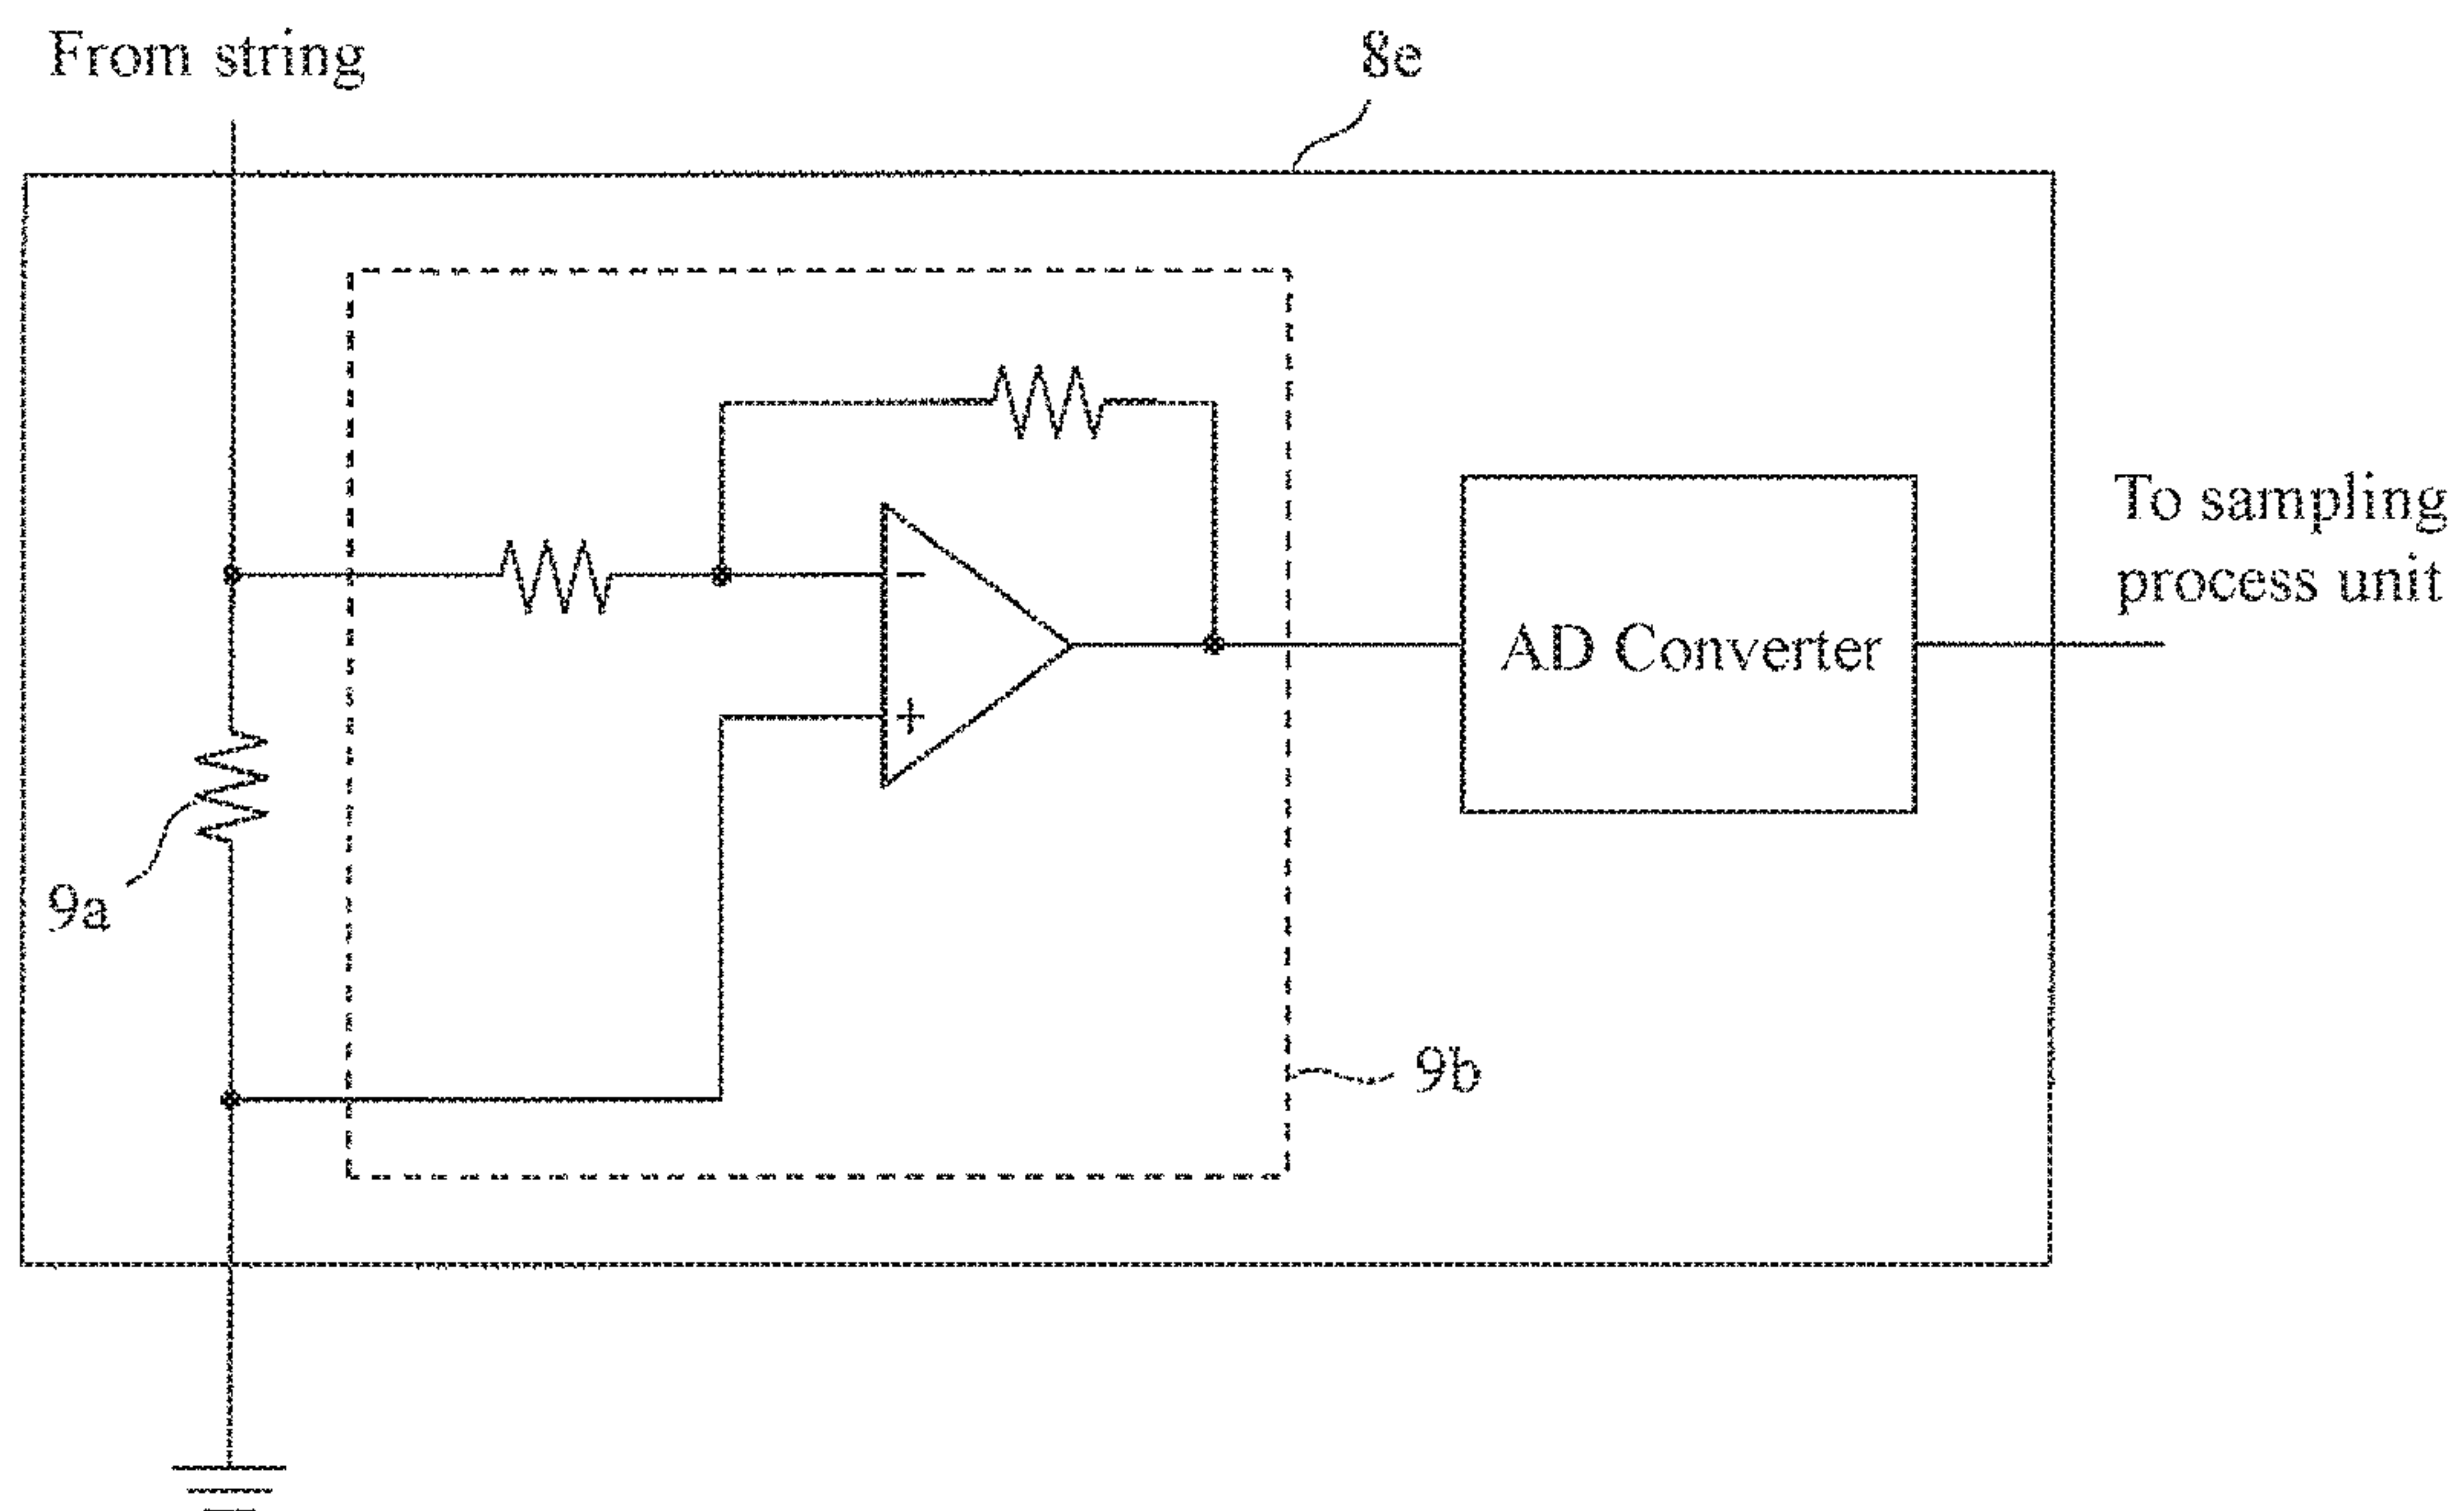 From string
8e
To sampling
process unit
−
AD Converter
+
9a
9b